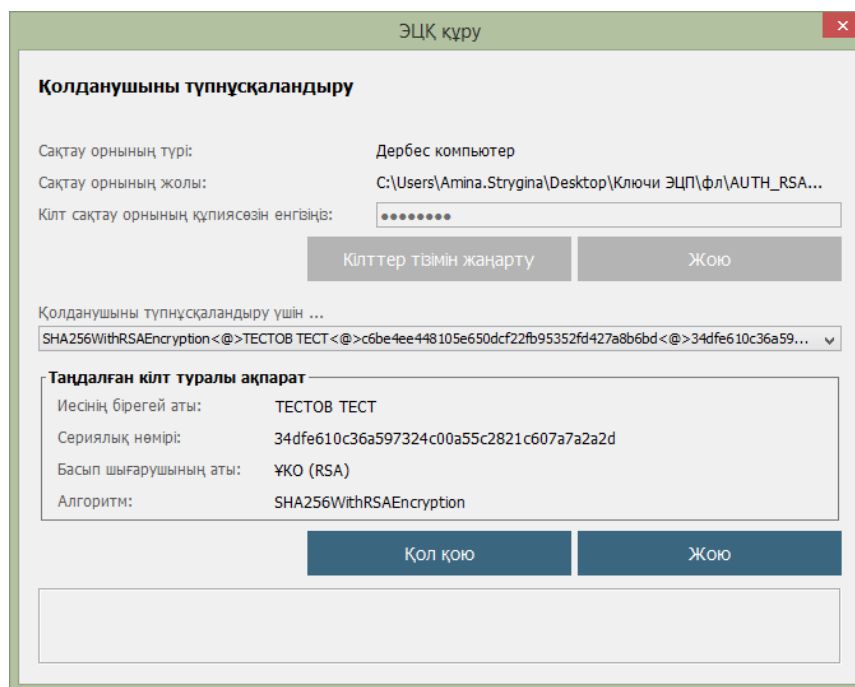 ЭЦҚ құру
Қолданушыны түпнұсқаландыру
Сақтау орнының түрі: Дербес компьютер
Сақтау орнының жолы: C:\Users\Amina.Strygina\Desktop\Ключи ЭЦП\фл\AUTH_RSA...
Кілт сақтау орнының құпиясөзін енгізіңіз: ●●●●●●●●
Кілттер тізімін жаңарту Жою
Қолданушыны түпнұсқаландыру үшін ...
SHA256WithRSAEncryption<@>ТЕСТОВ ТЕСТ<@>c6be4ee448105e650dcf22fb95352fd427a8b6bd<@>34dfe610c36a59...
Таңдалған кілт туралы ақпарат
Иесінің бірегей аты: ТЕСТОВ ТЕСТ
Сериялық нөмірі: 34dfe610c36a597324c00a55c2821c607a7a2a2d
Басып шығарушының аты: ҰКО (RSA)
Алгоритм: SHA256WithRSAEncryption
Қол қою Жою